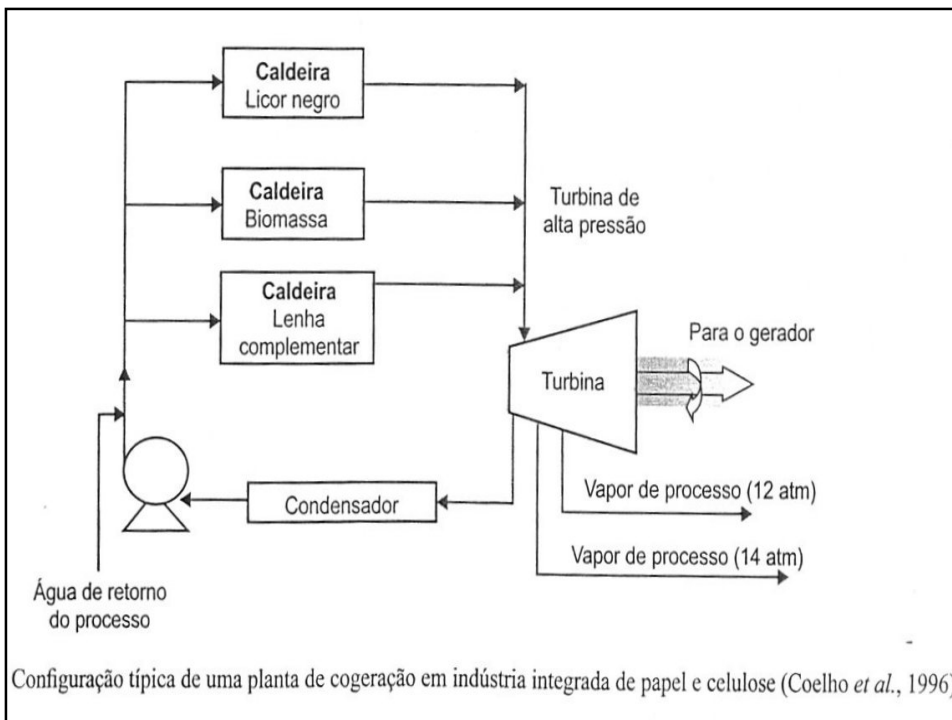 Caldeira
Licor negro
Caldeira
Biomassa
Turbina de
alta pressão
Caldeira
Lenha
complementar
Para o gerador
Turbina
Vapor de processo (12 atm)
Condensador
Vapor de processo (14 atm)
Água de retorno
do processo
Configuração típica de uma planta de cogeração em indústria integrada de papel e celulose (Coelho et al., 1996)